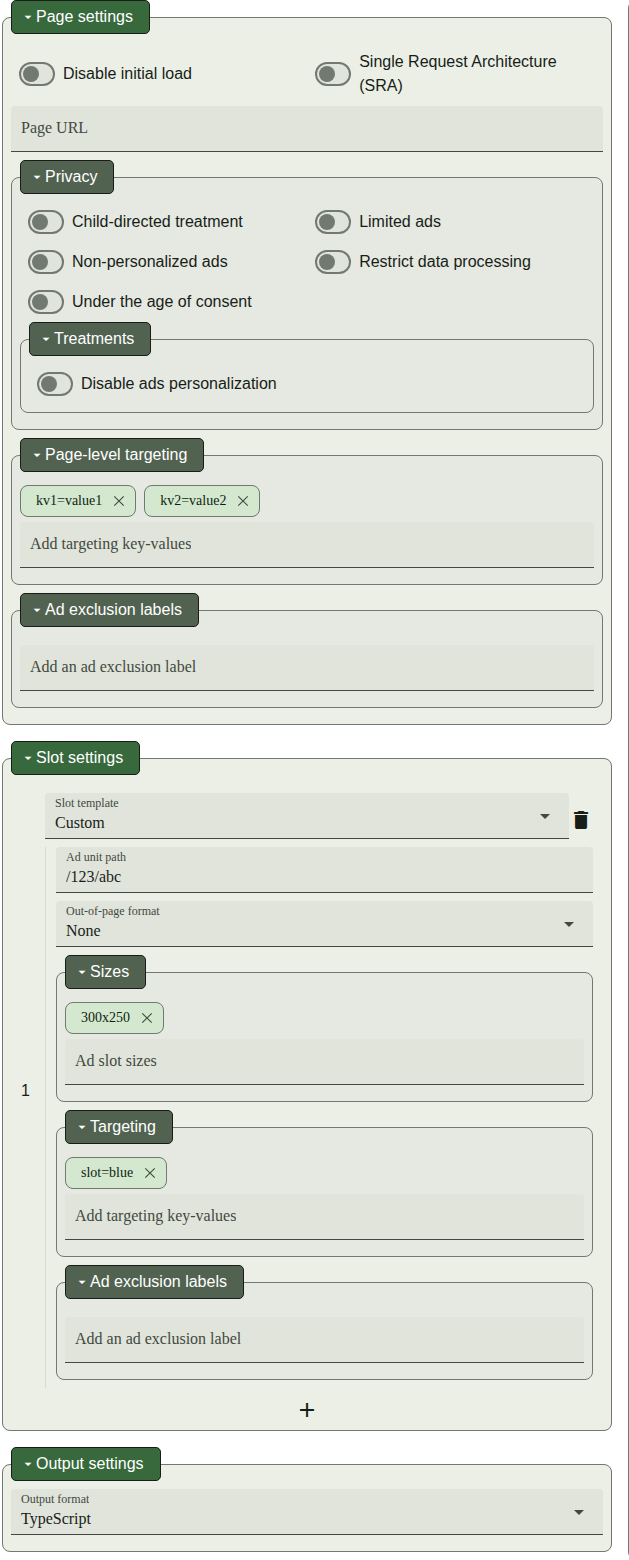 Page settings
Disable initial load
Single Request Architecture
(SRA)
Page URL
Privacy
Child-directed treatment
Limited ads
Non-personalized ads
Restrict data processing
Under the age of consent
Treatments
Disable ads personalization
Page-level targeting
kv1=value1
kv2=value2
Add targeting key-values
Ad exclusion labels
Add an ad exclusion label
Slot settings
Slot template
Custom
Ad unit path
/123/abc
Out-of-page format
None
Sizes
300x250
Ad slot sizes
1
Targeting
slot=blue
Add targeting key-values
Ad exclusion labels
Add an ad exclusion label
Output settings
Output format
TypeScript